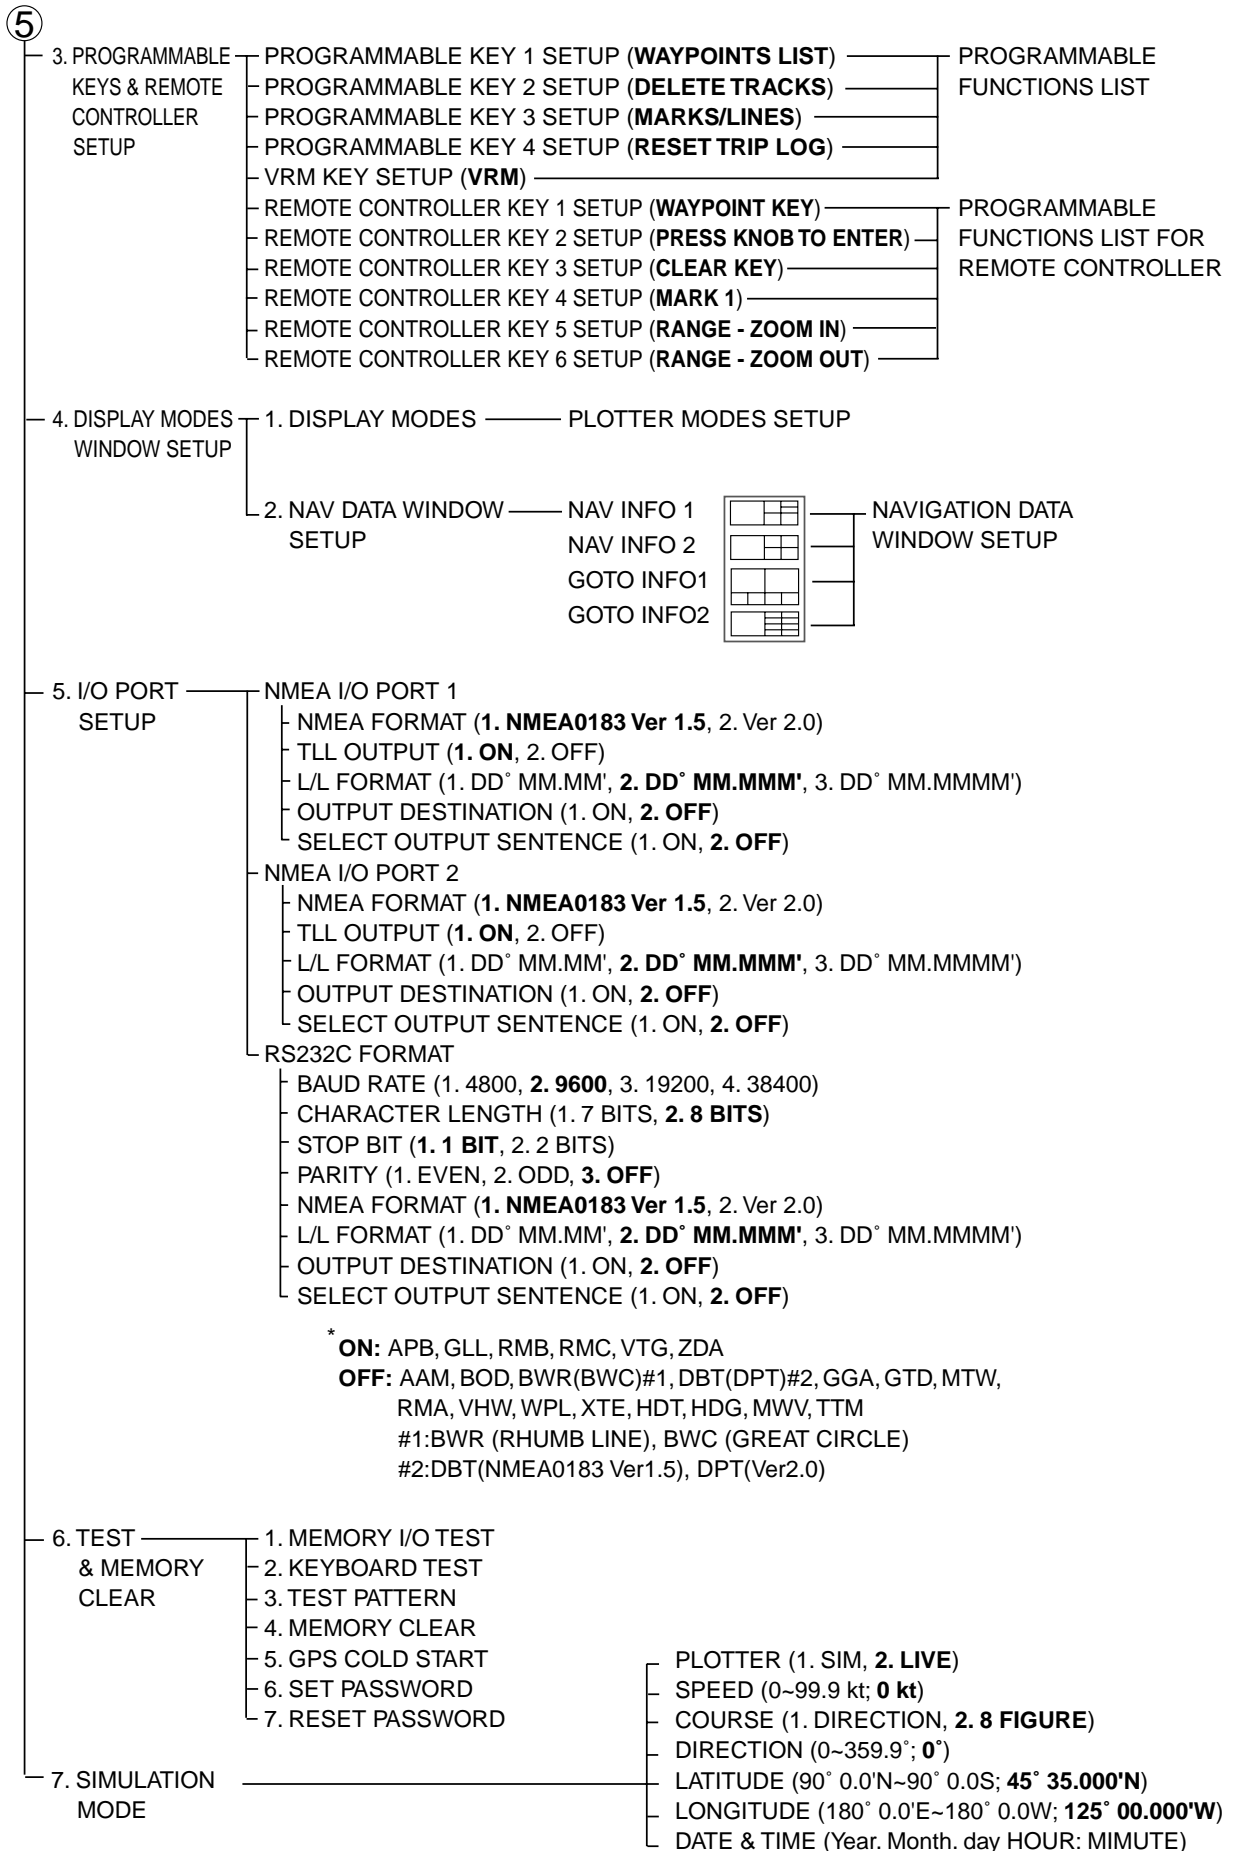 5
3. PROGRAMMABLE KEYS & REMOTE CONTROLLER SETUP
PROGRAMMABLE KEY 1 SETUP (WAYPOINTS LIST)
PROGRAMMABLE KEY 2 SETUP (DELETE TRACKS)
PROGRAMMABLE KEY 3 SETUP (MARKS/LINES)
PROGRAMMABLE KEY 4 SETUP (RESET TRIP LOG)
VRM KEY SETUP (VRM)
PROGRAMMABLE
FUNCTIONS LIST
REMOTE CONTROLLER KEY 1 SETUP (WAYPOINT KEY)
REMOTE CONTROLLER KEY 2 SETUP (PRESS KNOB TO ENTER)
REMOTE CONTROLLER KEY 3 SETUP (CLEAR KEY)
REMOTE CONTROLLER KEY 4 SETUP (MARK 1)
REMOTE CONTROLLER KEY 5 SETUP (RANGE - ZOOM IN)
REMOTE CONTROLLER KEY 6 SETUP (RANGE - ZOOM OUT)
PROGRAMMABLE
FUNCTIONS LIST FOR
REMOTE CONTROLLER
4. DISPLAY MODES
WINDOW SETUP
1. DISPLAY MODES
PLOTTER MODES SETUP
2. NAV DATA WINDOW
SETUP
NAV INFO 1
NAV INFO 2
GOTO INFO1
GOTO INFO2
NAVIGATION DATA
WINDOW SETUP
5. I/O PORT
SETUP
NMEA I/O PORT 1
NMEA FORMAT (1. NMEA0183 Ver 1.5, 2. Ver 2.0)
TLL OUTPUT (1. ON, 2. OFF)
L/L FORMAT (1. DD˚ MM.MM', 2. DD˚ MM.MMM', 3. DD˚ MM.MMMM')
OUTPUT DESTINATION (1. ON, 2. OFF)
SELECT OUTPUT SENTENCE (1. ON, 2. OFF)
NMEA I/O PORT 2
NMEA FORMAT (1. NMEA0183 Ver 1.5, 2. Ver 2.0)
TLL OUTPUT (1. ON, 2. OFF)
L/L FORMAT (1. DD˚ MM.MM', 2. DD˚ MM.MMM', 3. DD˚ MM.MMMM')
OUTPUT DESTINATION (1. ON, 2. OFF)
SELECT OUTPUT SENTENCE (1. ON, 2. OFF)
RS232C FORMAT
BAUD RATE (1. 4800, 2. 9600, 3. 19200, 4. 38400)
CHARACTER LENGTH (1. 7 BITS, 2. 8 BITS)
STOP BIT (1. 1 BIT, 2. 2 BITS)
PARITY (1. EVEN, 2. ODD, 3. OFF)
NMEA FORMAT (1. NMEA0183 Ver 1.5, 2. Ver 2.0)
L/L FORMAT (1. DD˚ MM.MM', 2. DD˚ MM.MMM', 3. DD˚ MM.MMMM')
OUTPUT DESTINATION (1. ON, 2. OFF)
SELECT OUTPUT SENTENCE (1. ON, 2. OFF)
* ON: APB, GLL, RMB, RMC, VTG, ZDA
OFF: AAM, BOD, BWR(BWC)#1, DBT(DPT)#2, GGA, GTD, MTW,
RMA, VHW, WPL, XTE, HDT, HDG, MWV, TTM
#1:BWR (RHUMB LINE), BWC (GREAT CIRCLE)
#2:DBT(NMEA0183 Ver1.5), DPT(Ver2.0)
6. TEST
& MEMORY
CLEAR
1. MEMORY I/O TEST
2. KEYBOARD TEST
3. TEST PATTERN
4. MEMORY CLEAR
5. GPS COLD START
6. SET PASSWORD
7. RESET PASSWORD
7. SIMULATION
MODE
PLOTTER (1. SIM, 2. LIVE)
SPEED (0~99.9 kt; 0 kt)
COURSE (1. DIRECTION, 2. 8 FIGURE)
DIRECTION (0~359.9˚; 0˚)
LATITUDE (90˚ 0.0'N~90˚ 0.0S; 45˚ 35.000'N)
LONGITUDE (180˚ 0.0'E~180˚ 0.0W; 125˚ 00.000'W)
DATE & TIME (Year. Month. day HOUR: MIMUTE)